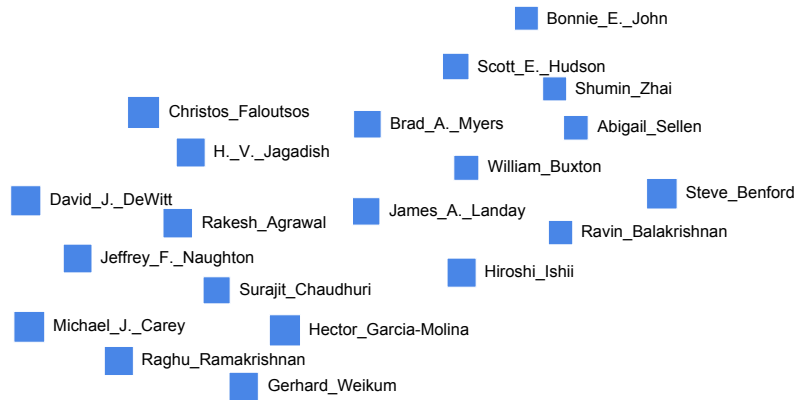 Bonnie_E._John
Scott_E._Hudson
Shumin_Zhai
Christos_Faloutsos
Brad_A._Myers
Abigail_Sellen
H._V._Jagadish
William_Buxton
Steve_Benford
David_J._DeWitt
James_A._Landay
Rakesh_Agrawal
Ravin_Balakrishnan
Jeffrey_F._Naughton
Hiroshi_Ishii
Surajit_Chaudhuri
Michael_J._Carey
Hector_Garcia-Molina
Raghu_Ramakrishnan
Gerhard_Weikum